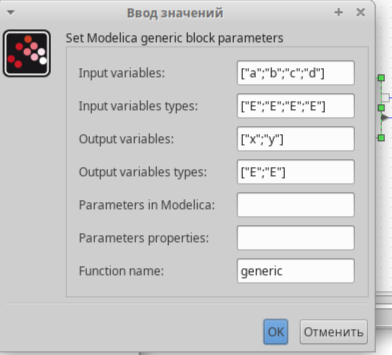 Ввод значений
Set Modelica generic block parameters
Input variables: ["a";"b";"c";"d"]
Input variables types: ["E";"E";"E";"E"]
Output variables: ["x";"y"]
Output variables types: ["E";"E"]
Parameters in Modelica:
Parameters properties:
Function name: generic
OK Отменить